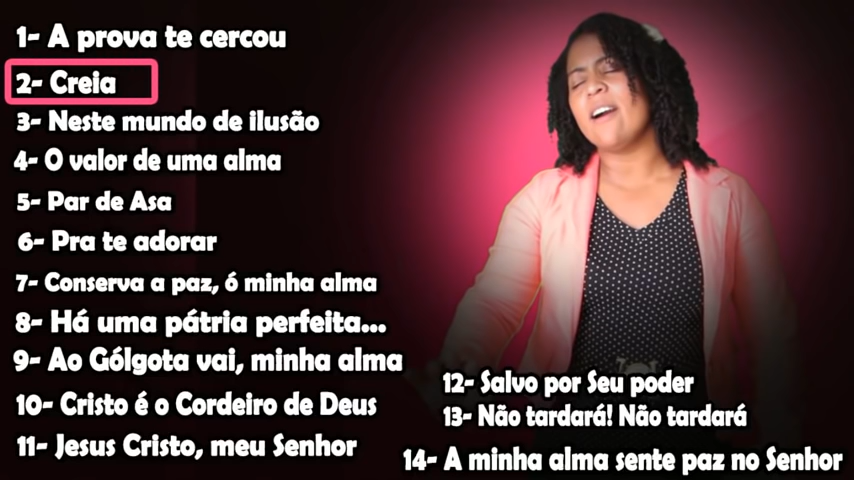 1- A prova te cercou
2- Creia
3- Neste mundo de ilusão
4- O valor de uma alma
5- Par de Asa
6- Pra te adorar
7- Conserva a paz, ó minha alma
8- Há uma pátria perfeita...
9- Ao Gólgota vai, minha alma
10- Cristo é o Cordeiro de Deus
11- Jesus Cristo, meu Senhor
12- Salvo por Seu poder
13- Não tardará! Não tardará
14- A minha alma sente paz no Senhor